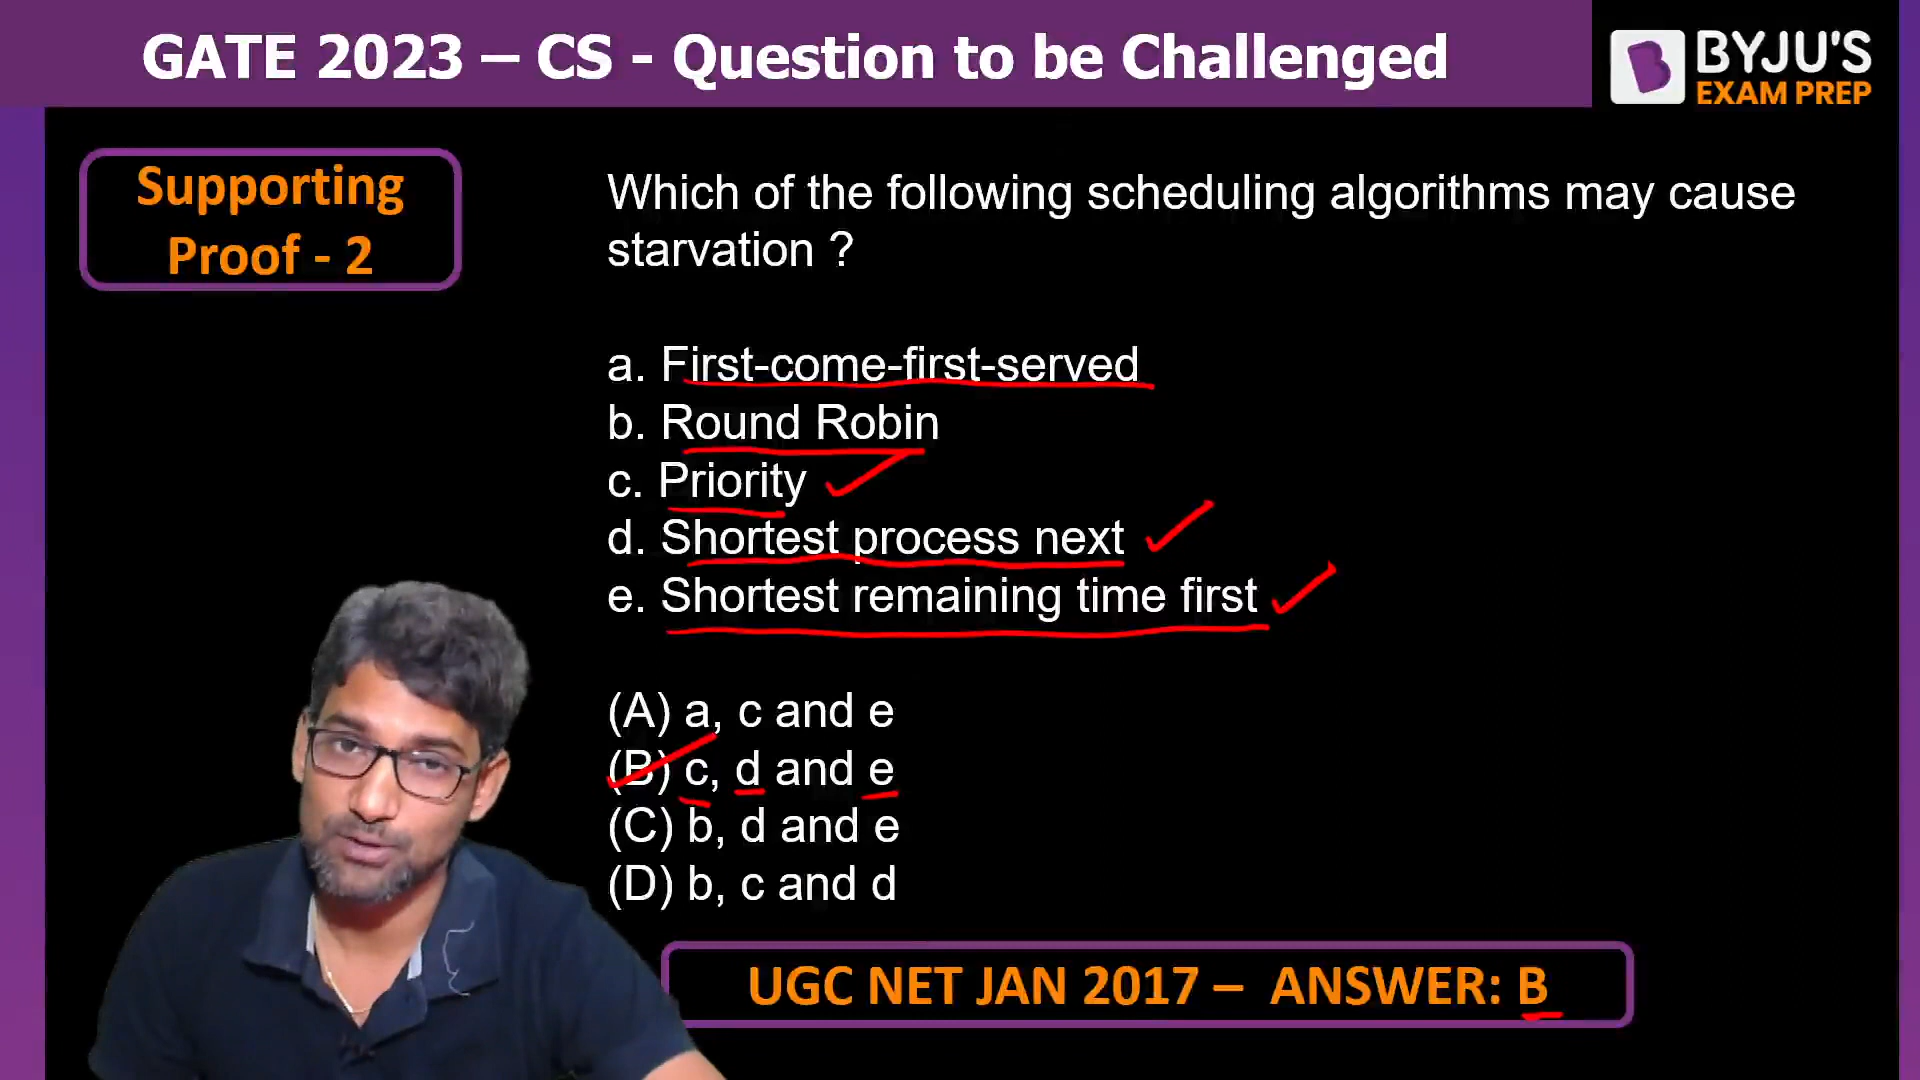 GATE 2023 – CS - Question to be Challenged
BYJU'S
EXAM PREP
Supporting
Proof - 2
Which of the following scheduling algorithms may cause
starvation ?
a. First-come-first-served
b. Round Robin
c. Priority
d. Shortest process next
e. Shortest remaining time first
(A) a, c and e
(B) c, d and e
(C) b, d and e
(D) b, c and d
UGC NET JAN 2017 – ANSWER: B